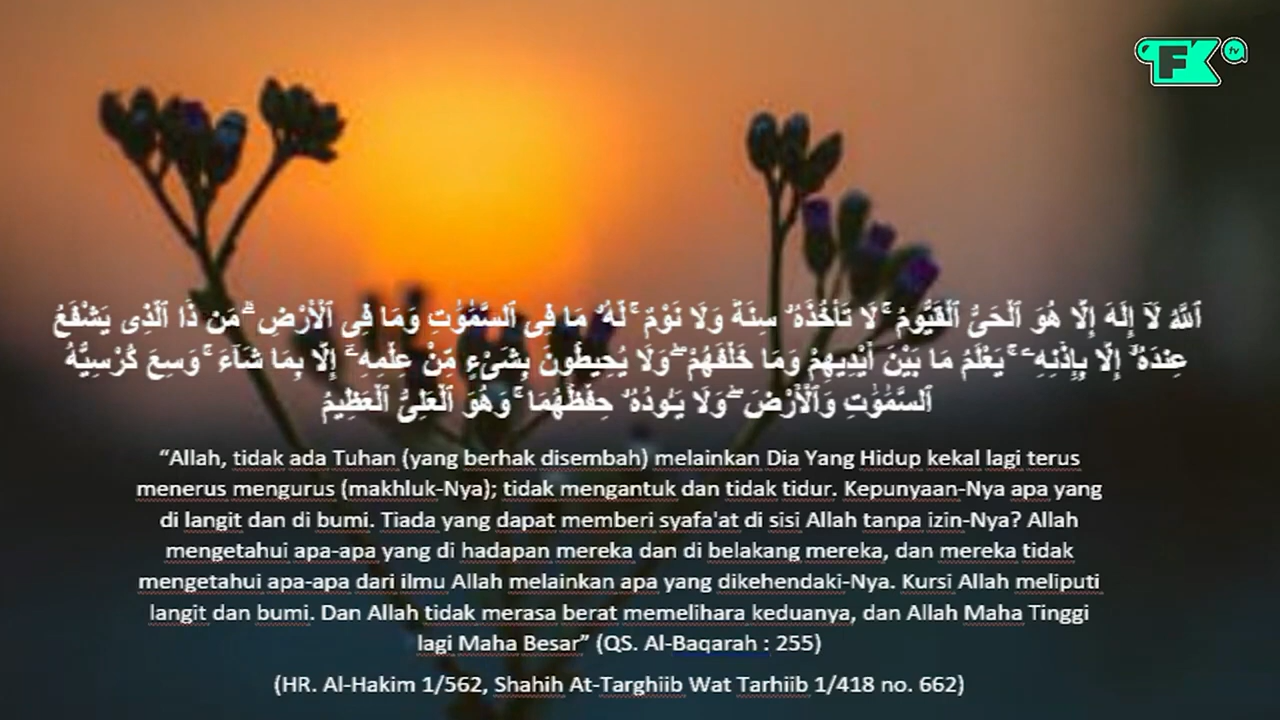 FK tv
ٱللَّهُ لَآ إِلَٰهَ إِلَّا هُوَ ٱلْحَىُّ ٱلْقَيُّومُ ۚ لَا تَأْخُذُهُۥ سِنَةٌ وَلَا نَوْمٌ ۚ لَّهُۥ مَا فِى ٱلسَّمَٰوَٰتِ وَمَا فِى ٱلْأَرْضِ ۗ مَن ذَا ٱلَّذِى يَشْفَعُ
عِندَهُۥٓ إِلَّا بِإِذْنِهِۦ ۚ يَعْلَمُ مَا بَيْنَ أَيْدِيهِمْ وَمَا خَلْفَهُمْ ۖ وَلَا يُحِيطُونَ بِشَىْءٍ مِّنْ عِلْمِهِۦٓ إِلَّا بِمَا شَآءَ ۚ وَسِعَ كُرْسِيُّهُ
ٱلسَّمَٰوَٰتِ وَٱلْأَرْضَ ۖ وَلَا يَـُٔودُهُۥ حِفْظُهُمَا ۚ وَهُوَ ٱلْعَلِىُّ ٱلْعَظِيمُ
“Allah, tidak ada Tuhan (yang berhak disembah) melainkan Dia Yang Hidup kekal lagi terus
menerus mengurus (makhluk-Nya); tidak mengantuk dan tidak tidur. Kepunyaan-Nya apa yang
di langit dan di bumi. Tiada yang dapat memberi syafa'at di sisi Allah tanpa izin-Nya? Allah
mengetahui apa-apa yang di hadapan mereka dan di belakang mereka, dan mereka tidak
mengetahui apa-apa dari ilmu Allah melainkan apa yang dikehendaki-Nya. Kursi Allah meliputi
langit dan bumi. Dan Allah tidak merasa berat memelihara keduanya, dan Allah Maha Tinggi
lagi Maha Besar” (QS. Al-Baqarah : 255)
(HR. Al-Hakim 1/562, Shahih At-Targhiib Wat Tarhiib 1/418 no. 662)